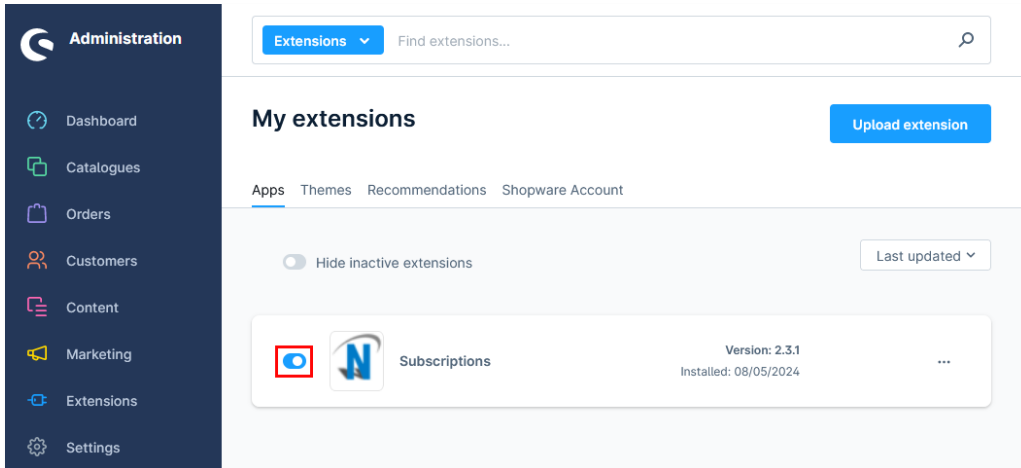 Administration
Dashboard
Catalogues
Orders
Customers
Content
Marketing
Extensions
Settings
Extensions
Find extensions...
My extensions
Upload extension
Apps Themes Recommendations Shopware Account
Hide inactive extensions
Last updated
N
Subscriptions
Version: 2.3.1
Installed: 08/05/2024